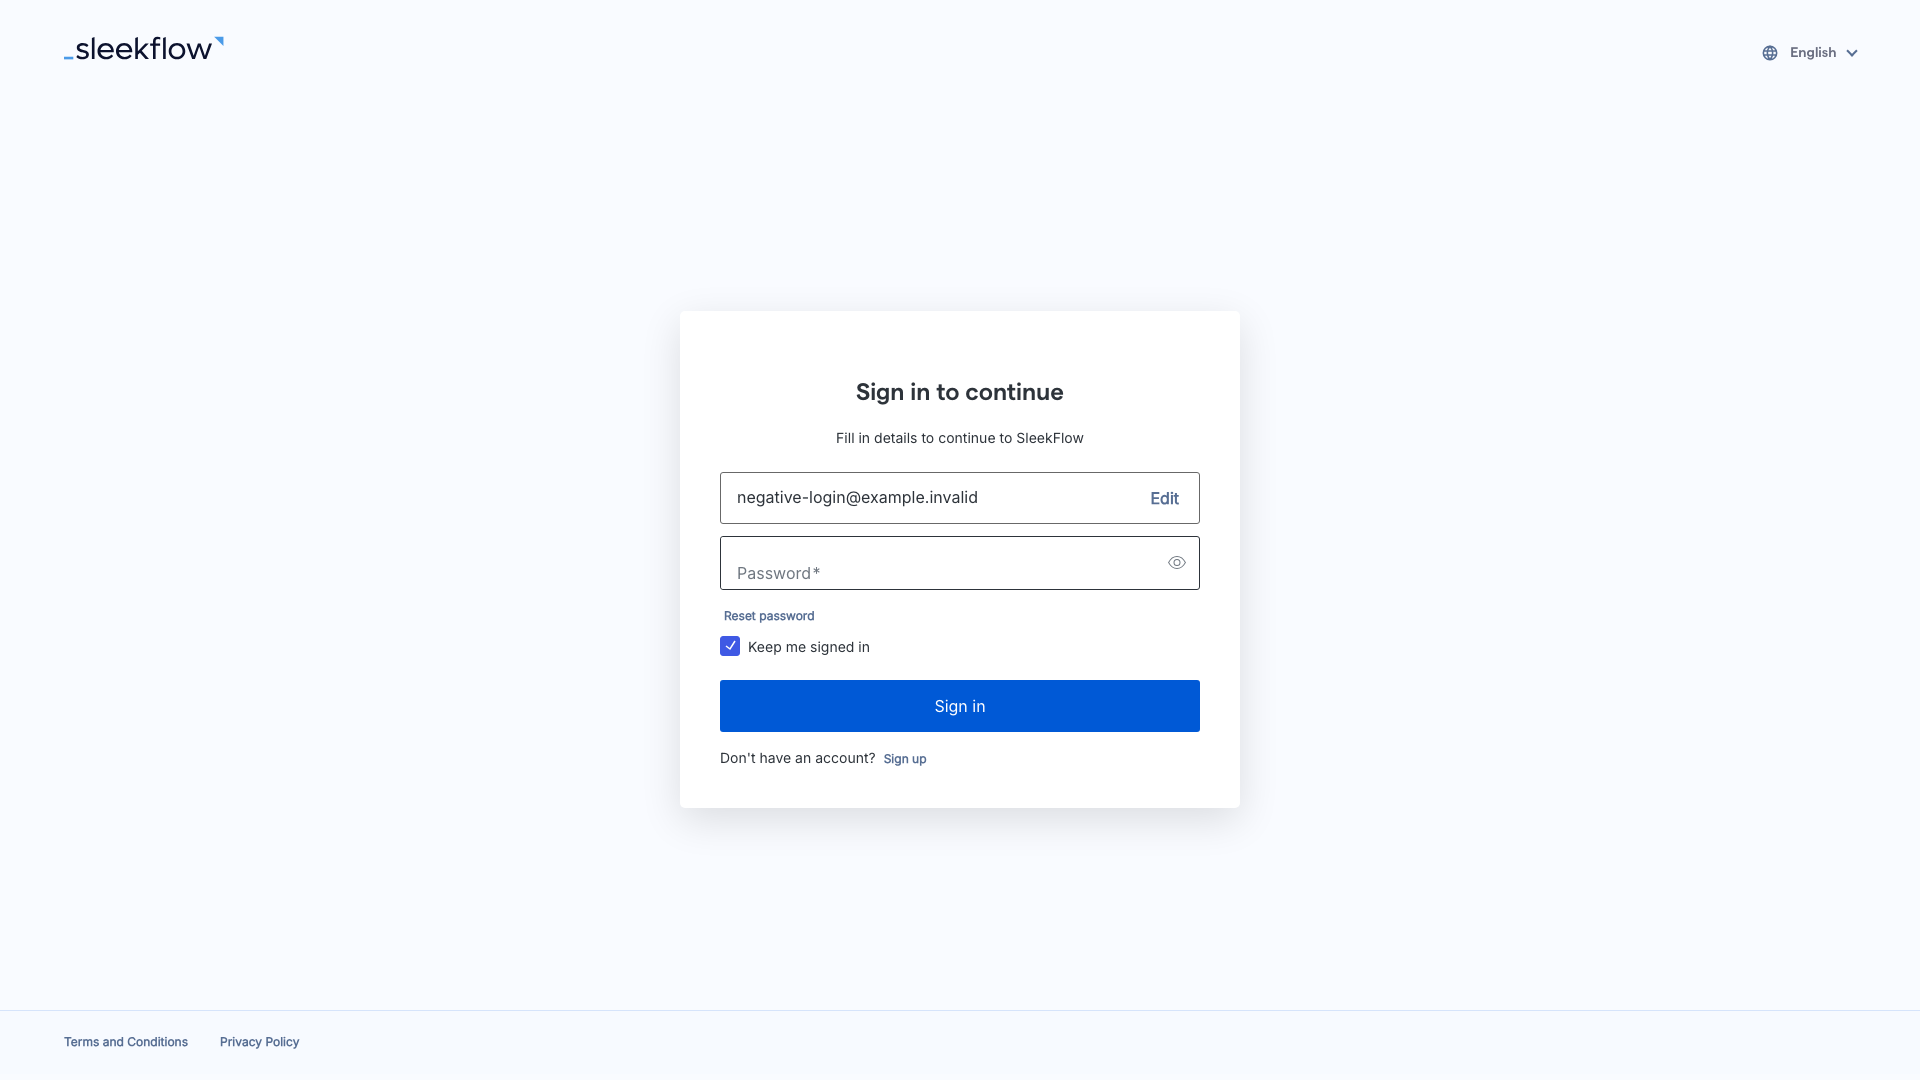 _sleekflow
English
Sign in to continue
Fill in details to continue to SleekFlow
negative-login@example.invalid Edit
Password*
Reset password
Keep me signed in
Sign in
Don't have an account? Sign up
Terms and Conditions Privacy Policy